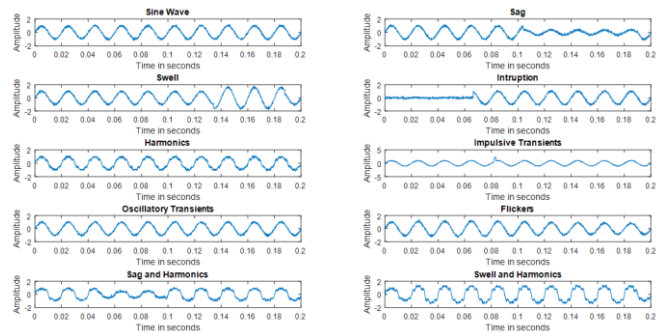 Sine Wave
Amplitude
2
0
-2
0 0.02 0.04 0.06 0.08 0.1 0.12 0.14 0.16 0.18 0.2
Time in seconds
Sag
Amplitude
2
0
-2
0 0.02 0.04 0.06 0.08 0.1 0.12 0.14 0.16 0.18 0.2
Time in seconds
Swell
Amplitude
2
0
-2
0 0.02 0.04 0.06 0.08 0.1 0.12 0.14 0.16 0.18 0.2
Time in seconds
Intruption
Amplitude
2
0
-2
0 0.02 0.04 0.06 0.08 0.1 0.12 0.14 0.16 0.18 0.2
Time in seconds
Harmonics
Amplitude
2
0
-2
0 0.02 0.04 0.06 0.08 0.1 0.12 0.14 0.16 0.18 0.2
Time in seconds
Impulsive Transients
Amplitude
5
0
-5
0 0.02 0.04 0.06 0.08 0.1 0.12 0.14 0.16 0.18 0.2
Time in seconds
Oscillatory Transients
Amplitude
2
0
-2
0 0.02 0.04 0.06 0.08 0.1 0.12 0.14 0.16 0.18 0.2
Time in seconds
Flickers
Amplitude
2
0
-2
0 0.02 0.04 0.06 0.08 0.1 0.12 0.14 0.16 0.18 0.2
Time in seconds
Sag and Harmonics
Amplitude
2
0
-2
0 0.02 0.04 0.06 0.08 0.1 0.12 0.14 0.16 0.18 0.2
Time in seconds
Swell and Harmonics
Amplitude
2
0
-2
0 0.02 0.04 0.06 0.08 0.1 0.12 0.14 0.16 0.18 0.2
Time in seconds